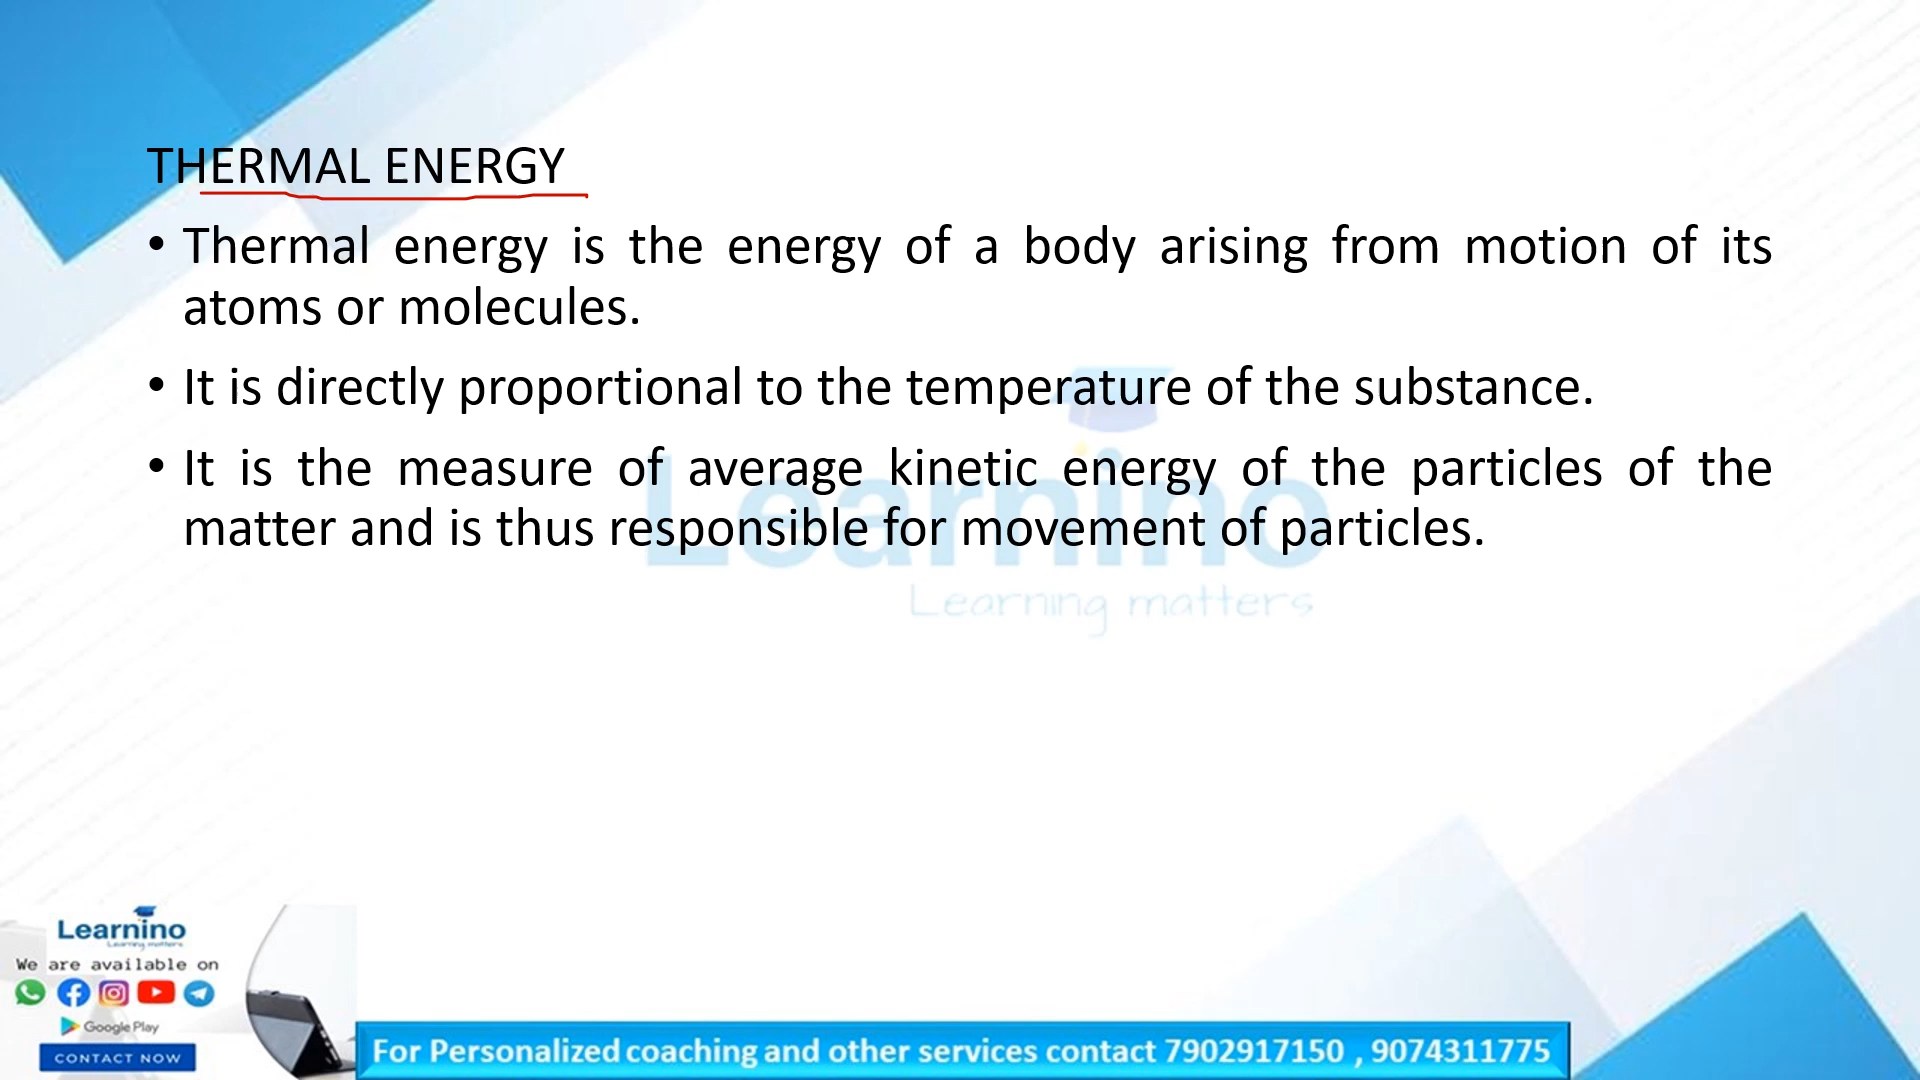 THERMAL ENERGY
• Thermal energy is the energy of a body arising from motion of its
atoms or molecules.
• It is directly proportional to the temperature of the substance.
• It is the measure of average kinetic energy of the particles of the
matter and is thus responsible for movement of particles.
Learnino
Learning matters
Learnino
Learning matters
We are available on
Google Play
CONTACT NOW
For Personalized coaching and other services contact 7902917150 , 9074311775